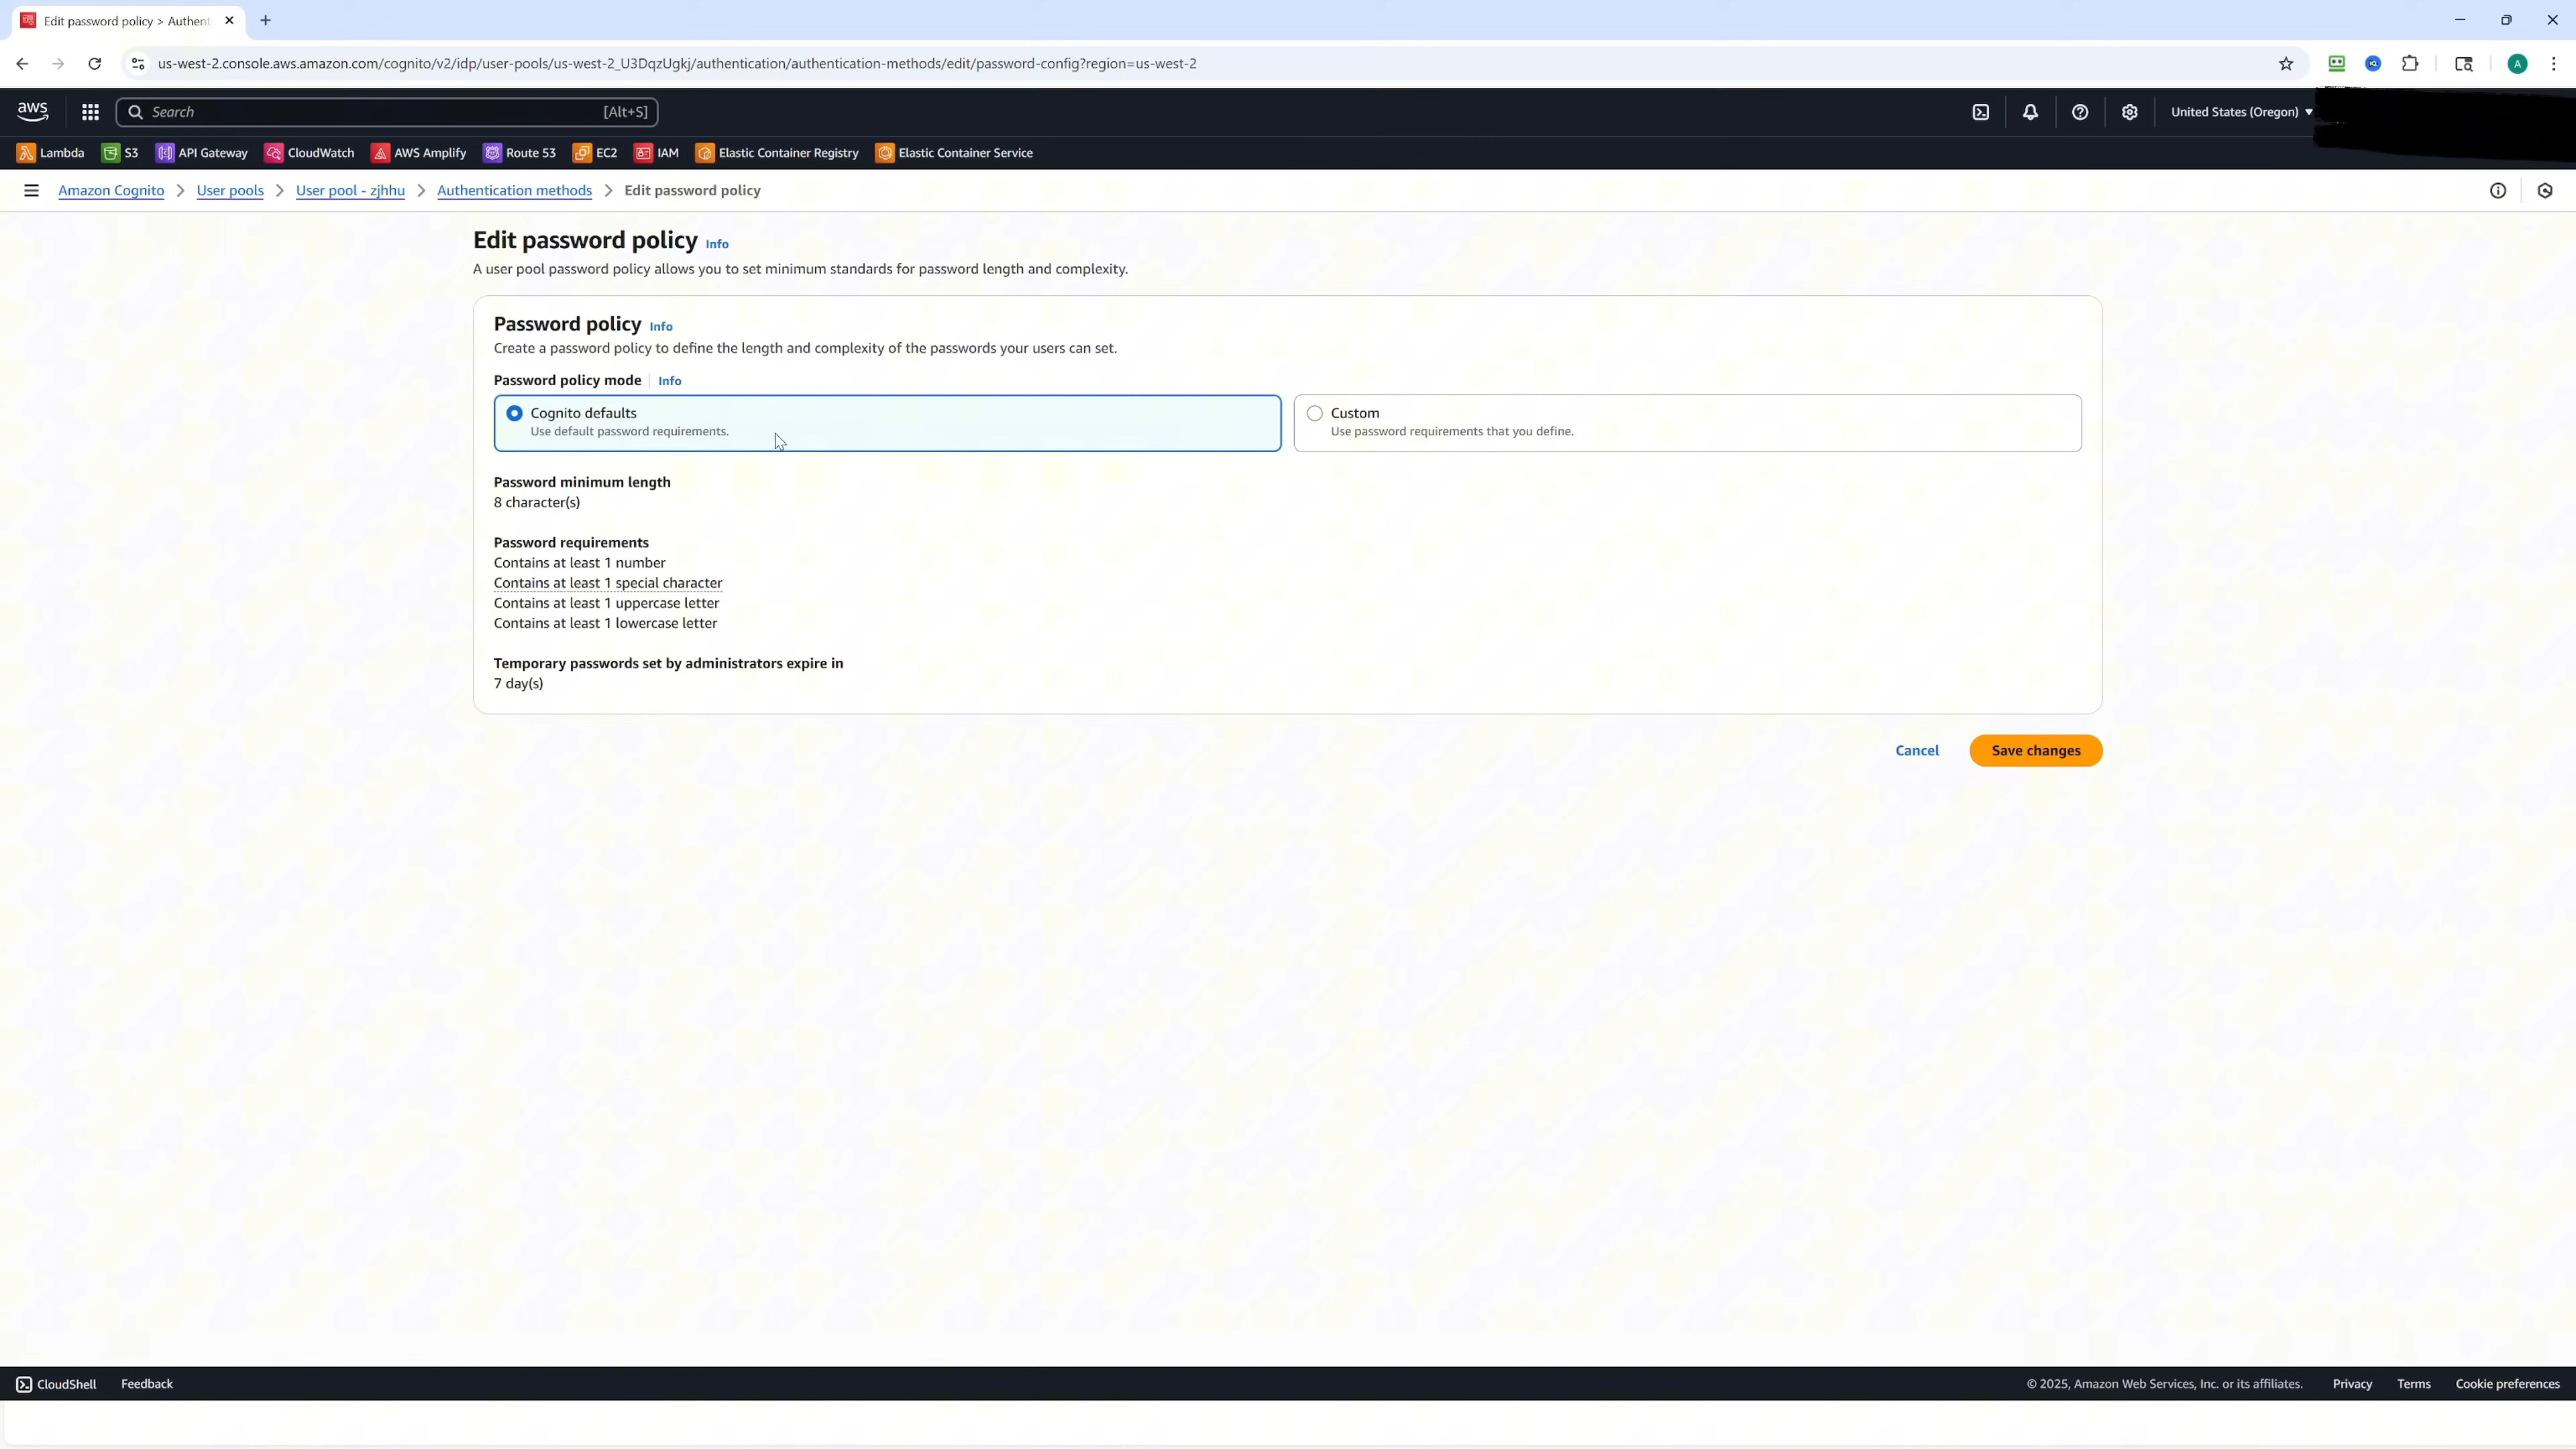 Edit password policy > Authent
us-west-2.console.aws.amazon.com/cognito/v2/idp/user-pools/us-west-2_U3DqzUgkj/authentication/authentication-methods/edit/password-config?region=us-west-2
A
aws
Search
[Alt+S]
United States (Oregon)
Lambda
S3
API Gateway
CloudWatch
AWS Amplify
Route 53
EC2
IAM
Elastic Container Registry
Elastic Container Service
Amazon Cognito > User pools > User pool - zjhhu > Authentication methods > Edit password policy
Edit password policy Info
A user pool password policy allows you to set minimum standards for password length and complexity.
Password policy Info
Create a password policy to define the length and complexity of the passwords your users can set.
Password policy mode | Info
Cognito defaults
Use default password requirements.
Custom
Use password requirements that you define.
Password minimum length
8 character(s)
Password requirements
Contains at least 1 number
Contains at least 1 special character
Contains at least 1 uppercase letter
Contains at least 1 lowercase letter
Temporary passwords set by administrators expire in
7 day(s)
Cancel
Save changes
CloudShell
Feedback
© 2025, Amazon Web Services, Inc. or its affiliates.
Privacy
Terms
Cookie preferences